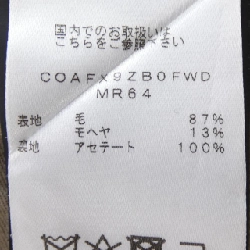 国内でのお取扱いは
こちらをご参照下さい
COAFX9ZB0FWD
MR64
表地 毛 87%
モヘヤ 13%
裏地 アセテート 100%